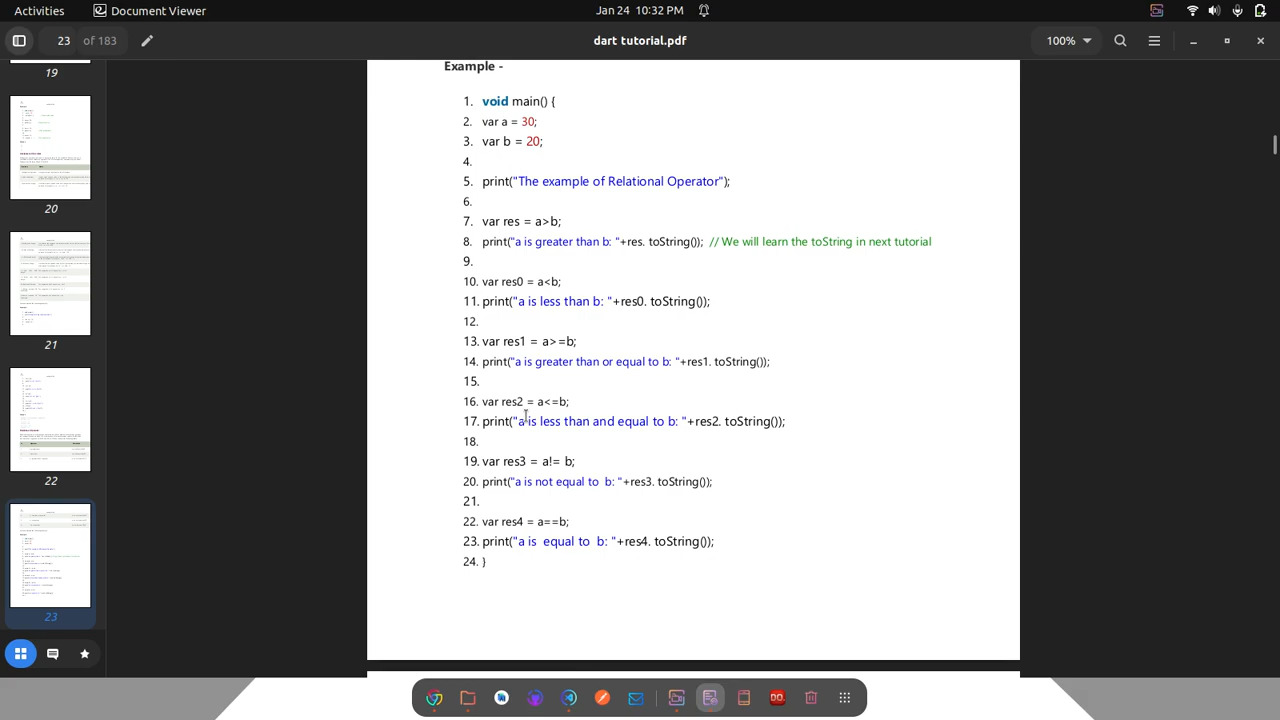 Activities
Document Viewer
Jan 24 10:32 PM
23 of 183
dart tutorial.pdf
100%
19
20
21
22
23
Example -
1. void main() {
2. var a = 30;
3. var b = 20;
4.
5. print("The example of Relational Operator");
6.
7. var res = a>b;
8. print("a is greater than b: "+res. toString()); // We will learn the toString in next tutorial
9.
10. var res0 = a<b;
11. print("a is less than b: "+res0. toString());
12.
13. var res1 = a>=b;
14. print("a is greater than or equal to b: "+res1. toString());
15.
16. var res2 = a<=b;
17. print("a is less than and equal to b: "+res2. toString());
18.
19. var res3 = a!= b;
20. print("a is not equal to  b: "+res3. toString());
21.
22. var res4 = a==b;
23. print("a is  equal to  b: "+res4. toString());
24. }